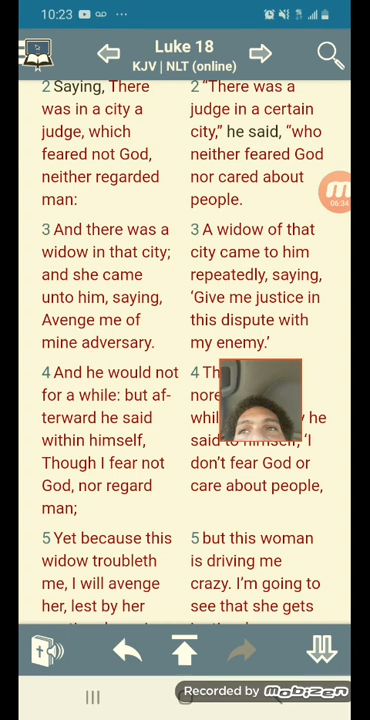 10:23
Luke 18
KJV | NLT (online)
2 Saying, There
was in a city a
judge, which
feared not God,
neither regarded
man:
3 And there was a
widow in that city;
and she came
unto him, saying,
Avenge me of
mine adversary.
4 And he would not
for a while: but af-
terward he said
within himself,
Though I fear not
God, nor regard
man;
5 Yet because this
widow troubleth
me, I will avenge
her, lest by her
2 “There was a
judge in a certain
city,” he said, “who
neither feared God
nor cared about
people.
3 A widow of that
city came to him
repeatedly, saying,
‘Give me justice in
this dispute with
my enemy.’
4 Th
nore
whil y he
said to himself, ‘I
don’t fear God or
care about people,
5 but this woman
is driving me
crazy. I’m going to
see that she gets
06:34
Recorded by mobizen